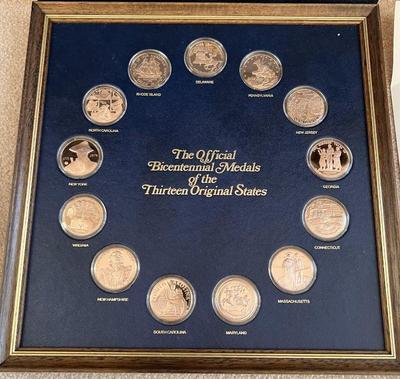 DELAWARE
PENNSYLVANIA
NEW JERSEY
GEORGIA
CONNECTICUT
MASSACHUSETTS
MARYLAND
SOUTH CAROLINA
NEW HAMPSHIRE
VIRGINIA
NEW YORK
NORTH CAROLINA
RHODE ISLAND
The Official
Bicentennial Medals
of the
Thirteen Original States